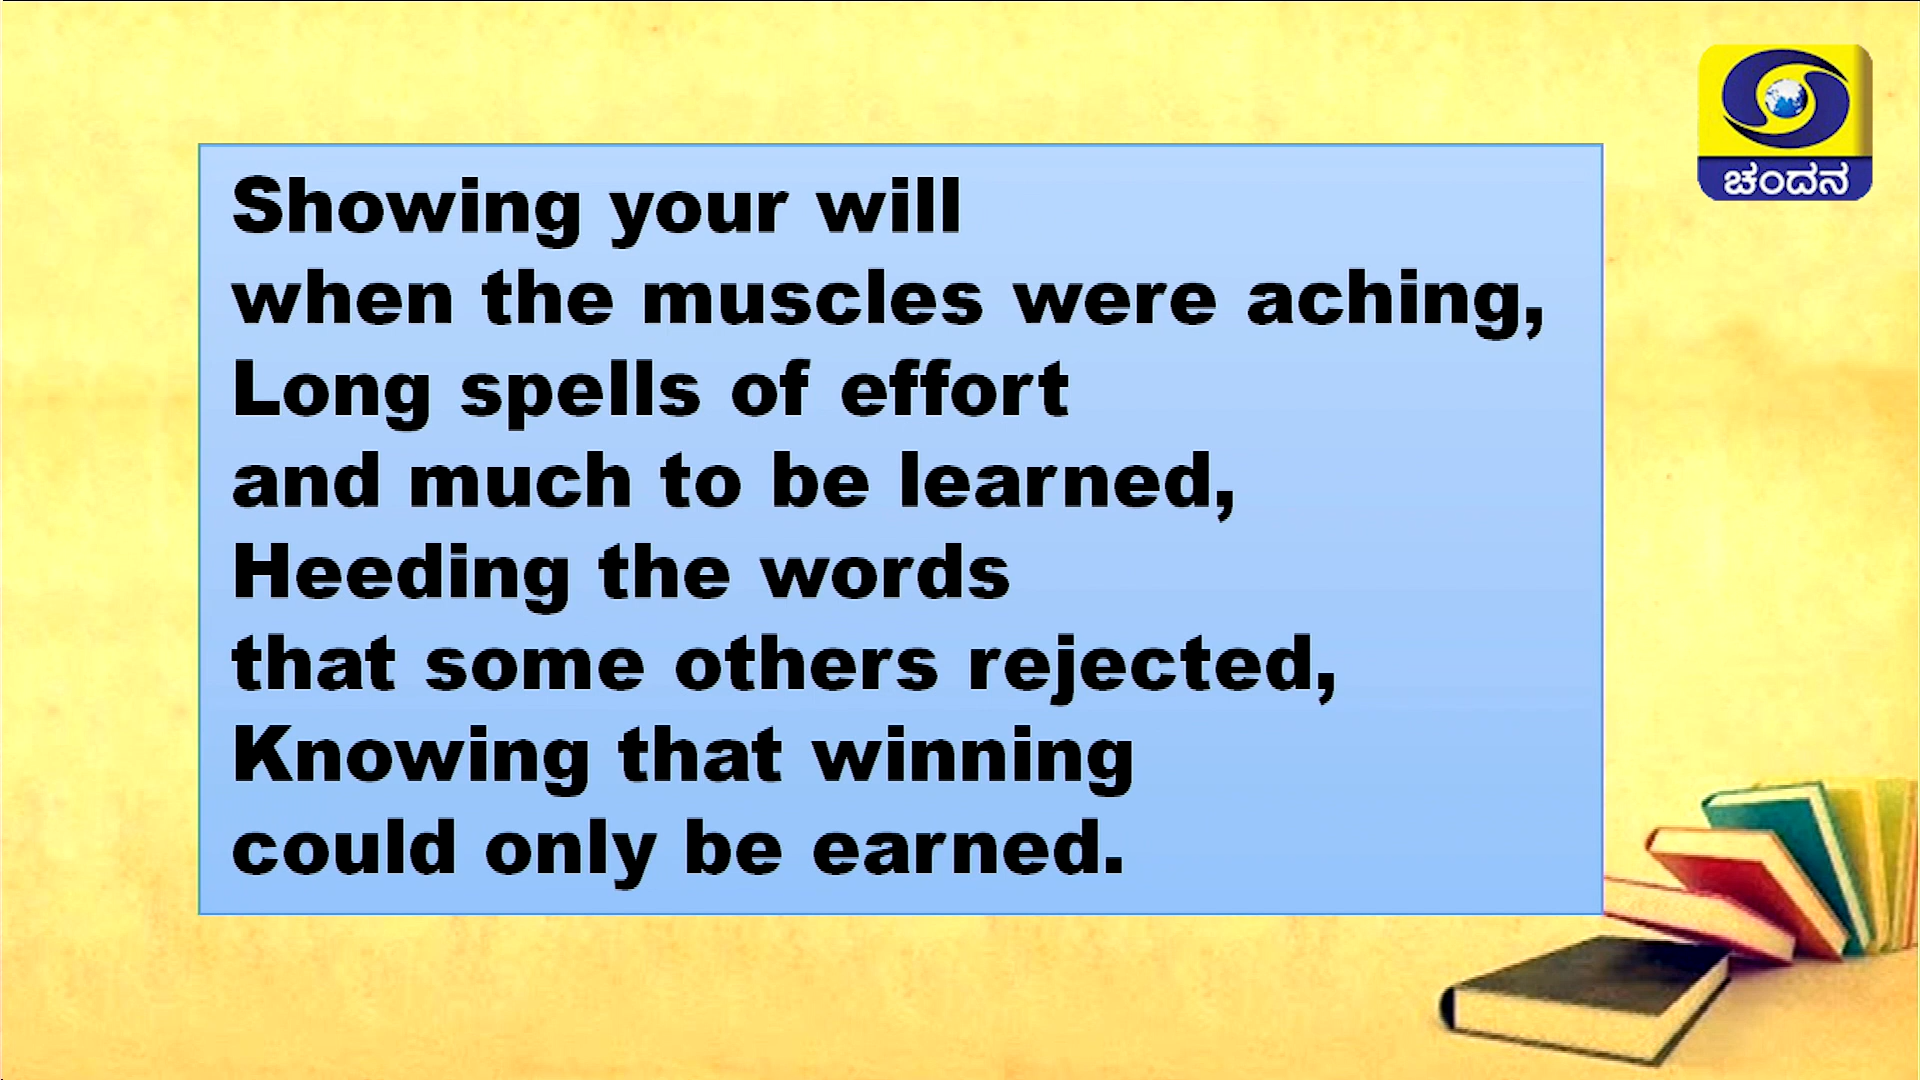 ಚಂದನ
Showing your will
when the muscles were aching,
Long spells of effort
and much to be learned,
Heeding the words
that some others rejected,
Knowing that winning
could only be earned.